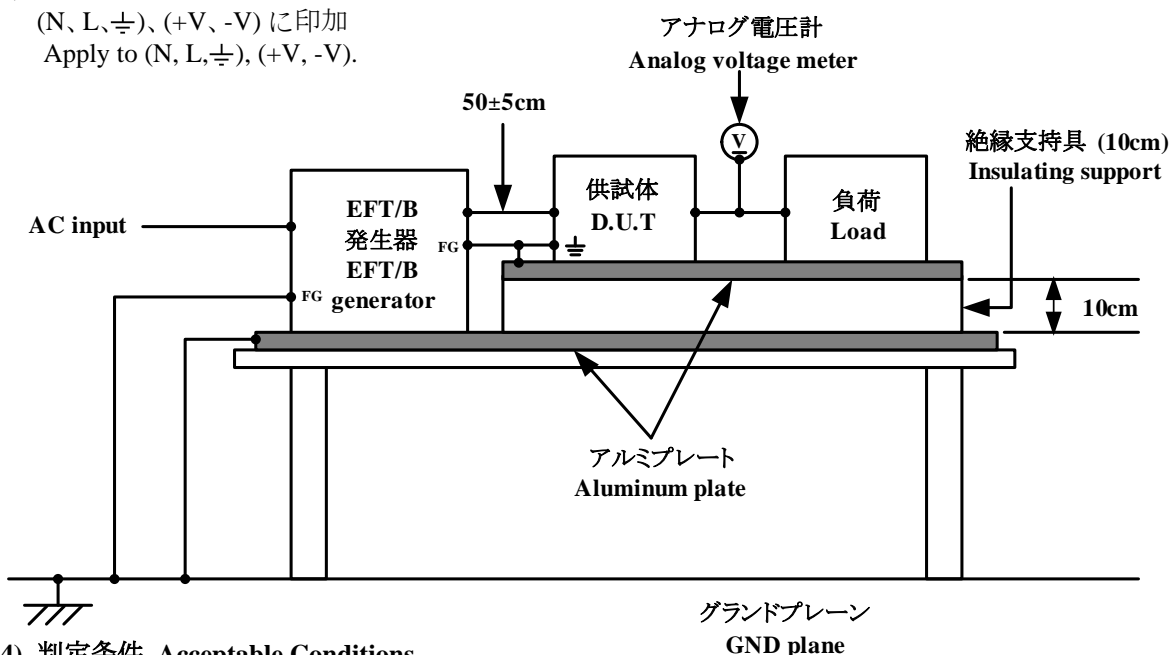 (N、L、⏚)、(+V、-V) に印加
Apply to (N, L,⏚), (+V, -V).
アナログ電圧計
Analog voltage meter
50±5cm
V
絶縁支持具 (10cm)
Insulating support
AC input
EFT/B
発生器
EFT/B
generator
FG
FG
供試体
D.U.T
負荷
Load
10cm
アルミプレート
Aluminum plate
グランドプレーン
GND plane
4) 判定条件 Acceptable Conditions